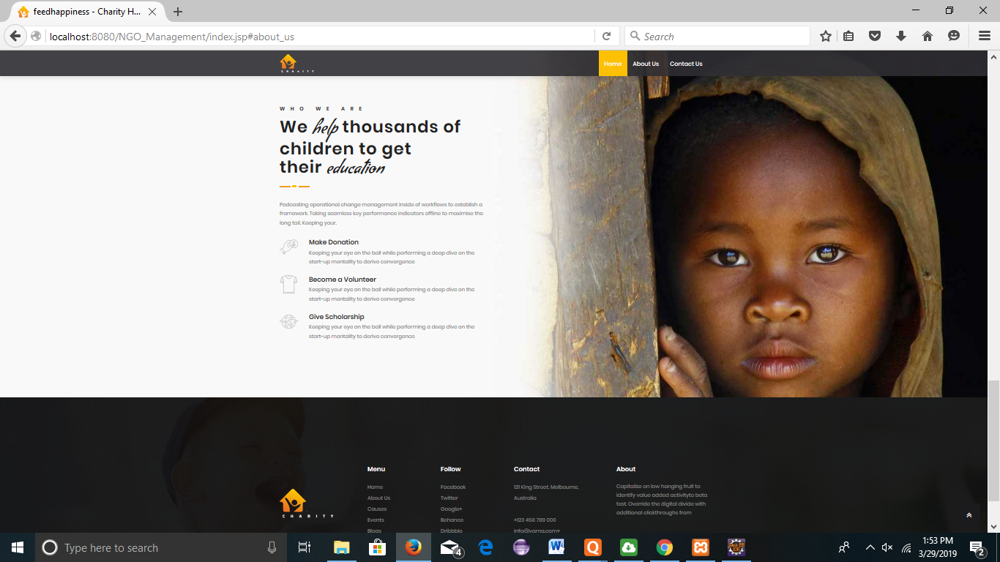 feedhappiness - Charity H...
localhost:8080/NGO_Management/index.jsp#about_us
Search
CHARITY
Home About Us Contact Us
WHO WE ARE
We help thousands of
children to get
their education
Podcasting operational change management inside of workflows to establish a
framework. Taking seamless key performance indicators offline to maximise the
long tail. Keeping your.
Make Donation
Keeping your eye on the ball while performing a deep dive on the
start-up mentality to derive convergence
Become a Volunteer
Keeping your eye on the ball while performing a deep dive on the
start-up mentality to derive convergence
Give Scholarship
Keeping your eye on the ball while performing a deep dive on the
start-up mentality to derive convergence
CHARITY
Menu
Home
About Us
Causes
Events
Blogs
Follow
Facebook
Twitter
Google+
Behance
Dribbble
Contact
121 King Street, Melbourne,
Australia
+123 456 789 000
info@varna.com+
About
Capitalize on low hanging fruit to
identify value added activityto beta
test. Override the digital divide with
additional clickthroughs from
Type here to search
4
1:53 PM
3/29/2019
2